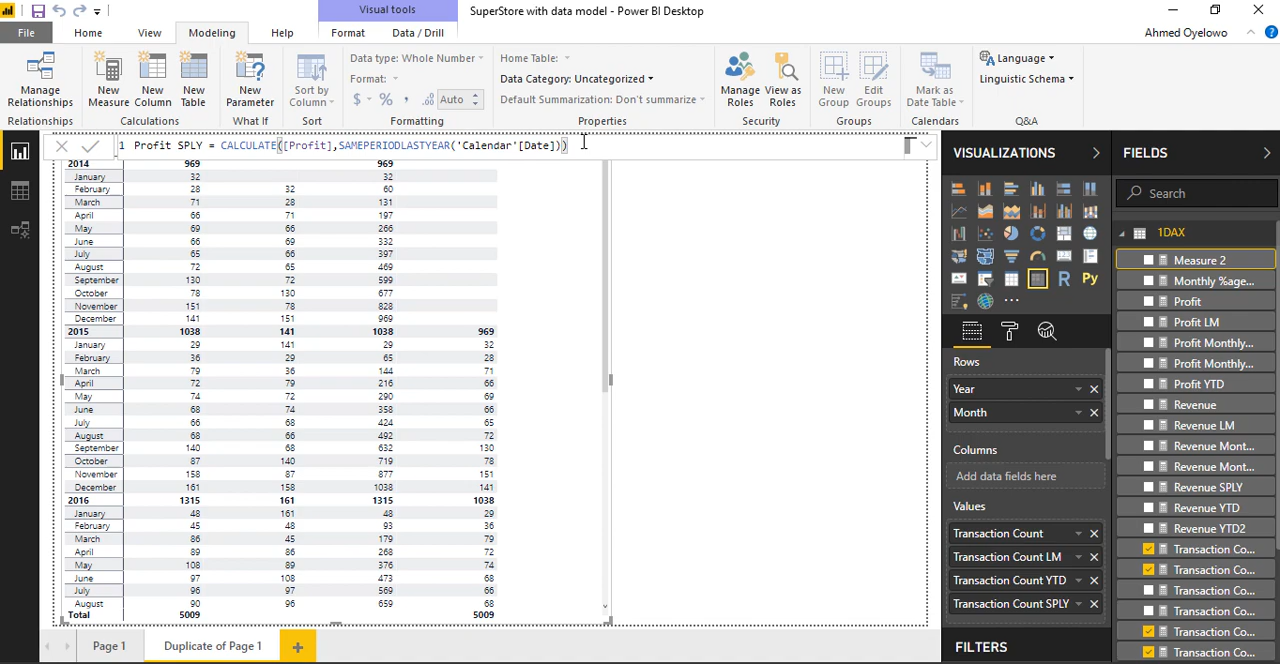 Visual tools
SuperStore with data model - Power BI Desktop
File
Home
View
Modeling
Help
Format
Data / Drill
Ahmed Oyelowo
Manage Relationships
Relationships
New Measure
New Column
New Table
Calculations
New Parameter
What If
Sort by Column
Sort
Data type: Whole Number
Format:
$ % , .00 Auto
Formatting
Home Table:
Data Category: Uncategorized
Default Summarization: Don't summarize
Properties
Manage Roles
View as Roles
Security
New Group
Edit Groups
Groups
Mark as Date Table
Calendars
Language
Linguistic Schema
Q&A
1 Profit SPLY = CALCULATE([Profit],SAMEPERIODLASTYEAR('Calendar'[Date]))
2014 969 969
January 32 32
February 28 32 60
March 71 28 131
April 66 71 197
May 69 66 266
June 66 69 332
July 65 66 397
August 72 65 469
September 130 72 599
October 78 130 677
November 151 78 828
December 141 151 969
2015 1038 141 1038 969
January 29 141 29 32
February 36 29 65 28
March 79 36 144 71
April 72 79 216 66
May 74 72 290 69
June 68 74 358 66
July 66 68 424 65
August 68 66 492 72
September 140 68 632 130
October 87 140 719 78
November 158 87 877 151
December 161 158 1038 141
2016 1315 161 1315 1038
January 48 161 48 29
February 45 48 93 36
March 86 45 179 79
April 89 86 268 72
May 108 89 376 74
June 97 108 473 68
July 96 97 569 66
August 90 96 659 68
Total 5009 5009
Page 1
Duplicate of Page 1
+
VISUALIZATIONS
R
Py
...
Rows
Year
Month
Columns
Add data fields here
Values
Transaction Count
Transaction Count LM
Transaction Count YTD
Transaction Count SPLY
FILTERS
FIELDS
Search
1DAX
Measure 2
Monthly %age...
Profit
Profit LM
Profit Monthly...
Profit Monthly...
Profit YTD
Revenue
Revenue LM
Revenue Mont...
Revenue Mont...
Revenue SPLY
Revenue YTD
Revenue YTD2
Transaction Co...
Transaction Co...
Transaction Co...
Transaction Co...
Transaction Co...
Transaction Co...